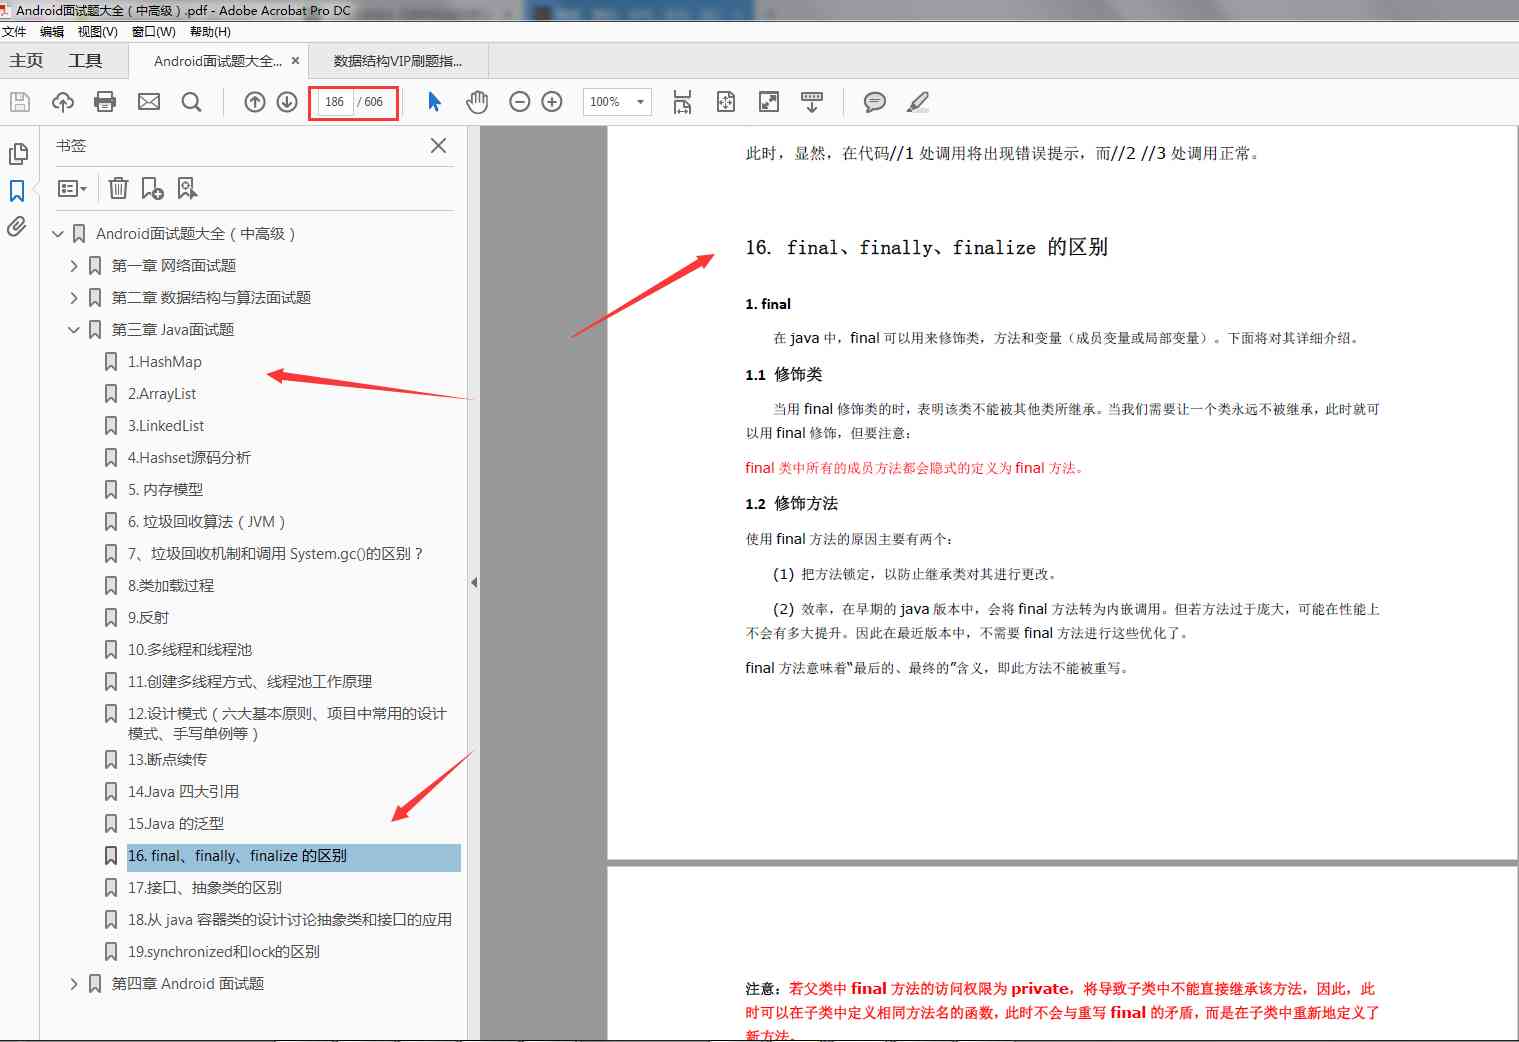 Android面试题大全（中高级）.pdf - Adobe Acrobat Pro DC
文件 编辑 视图(V) 窗口(W) 帮助(H)
主页 工具 Android面试题大全... × 数据结构VIP刷题指...
186 / 606 100%
书签
Android面试题大全（中高级）
第一章 网络面试题
第二章 数据结构与算法面试题
第三章 Java面试题
1.HashMap
2.ArrayList
3.LinkedList
4.Hashset源码分析
5. 内存模型
6. 垃圾回收算法（JVM）
7、垃圾回收机制和调用 System.gc()的区别？
8.类加载过程
9.反射
10.多线程和线程池
11.创建多线程方式、线程池工作原理
12.设计模式（六大基本原则、项目中常用的设计
模式、手写单例等）
13.断点续传
14Java 四大引用
15Java 的泛型
16. final、finally、finalize 的区别
17.接口、抽象类的区别
18.从 java 容器类的设计讨论抽象类和接口的应用
19.synchronized和lock的区别
第四章 Android 面试题
此时，显然，在代码//1 处调用将出现错误提示，而//2 //3 处调用正常。
16. final、finally、finalize 的区别
1. final
在 java 中，final 可以用来修饰类，方法和变量（成员变量或局部变量）。下面将对其详细介绍。
1.1 修饰类
当用 final 修饰类的时，表明该类不能被其他类所继承。当我们需要让一个类永远不被继承，此时就可
以用 final 修饰，但要注意：
final 类中所有的成员方法都会隐式的定义为 final 方法。
1.2 修饰方法
使用 final 方法的原因主要有两个：
(1) 把方法锁定，以防止继承类对其进行更改。
(2) 效率，在早期的 java 版本中，会将 final 方法转为内嵌调用。但若方法过于庞大，可能在性能上
不会有多大提升。因此在最近版本中，不需要 final 方法进行这些优化了。
final 方法意味着“最后的、最终的”含义，即此方法不能被重写。
注意：若父类中 final 方法的访问权限为 private，将导致子类中不能直接继承该方法，因此，此
时可以在子类中定义相同方法名的函数，此时不会与重写 final 的矛盾，而是在子类中重新地定义了
新方法。